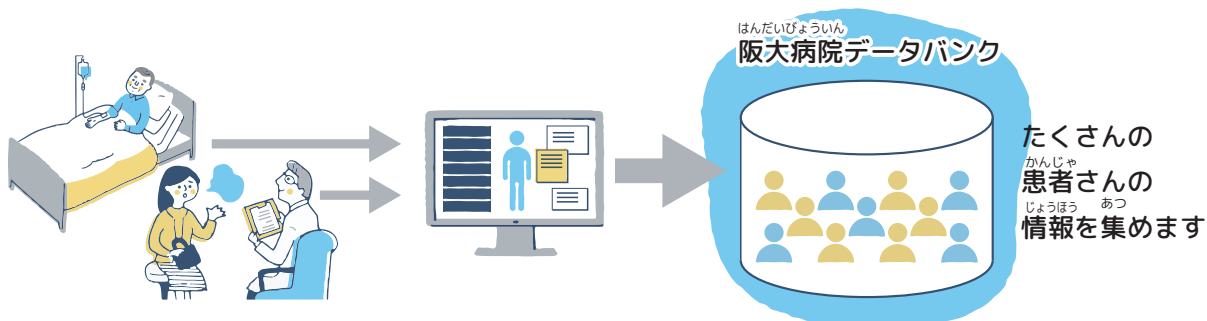 はんだいびょういん
阪大病院データバンク
たくさんの
かんじゃ
患者さんの
じょうほう あつ
情報を集めます